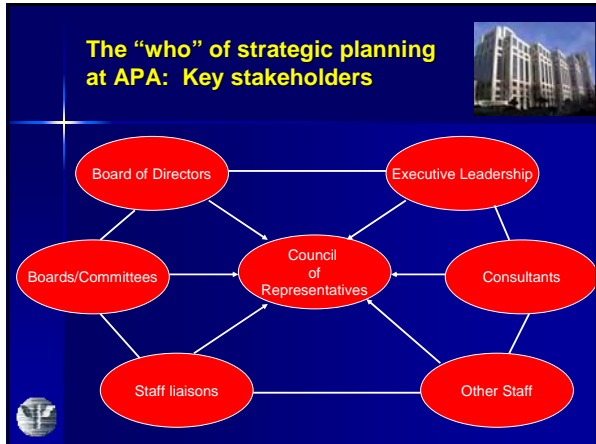 The “who” of strategic planning
at APA:  Key stakeholders
Board of Directors
Executive Leadership
Boards/Committees
Council
of
Representatives
Consultants
Staff liaisons
Other Staff